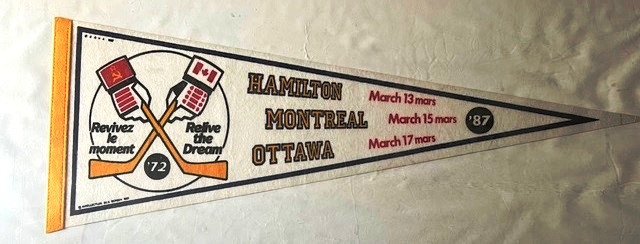 Revivez
le
moment
Relive
the
Dream
'72
HAMILTON
MONTREAL
OTTAWA
March 13 mars
March 15 mars
March 17 mars
'87